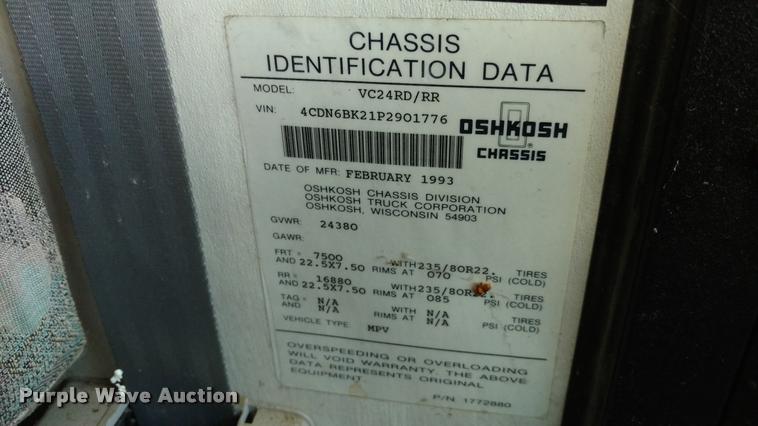 CHASSIS
IDENTIFICATION DATA
MODEL: VC24RD/RR
VIN: 4CDN6BK21P2901776
OSHKOSH
CHASSIS
DATE OF MFR: FEBRUARY 1993
OSHKOSH CHASSIS DIVISION
OSHKOSH TRUCK CORPORATION
OSHKOSH, WISCONSIN 54903
GVWR: 24380
GAWR:
FRT = 7500 WITH 235/80R22. TIRES
AND 22.5X7.50 RIMS AT 070 PSI (COLD)
RR = 16880 WITH 235/80R22. TIRES
AND 22.5X7.50 RIMS AT 085 PSI (COLD)
TAG = N/A WITH N/A TIRES
AND N/A RIMS AT N/A PSI (COLD)
VEHICLE TYPE MPV
OVERSPEEDING OR OVERLOADING
WILL VOID WARRANTY. THE ABOVE
DATA REPRESENTS ORIGINAL
EQUIPMENT.
P/N 1772880
Purple Wave Auction